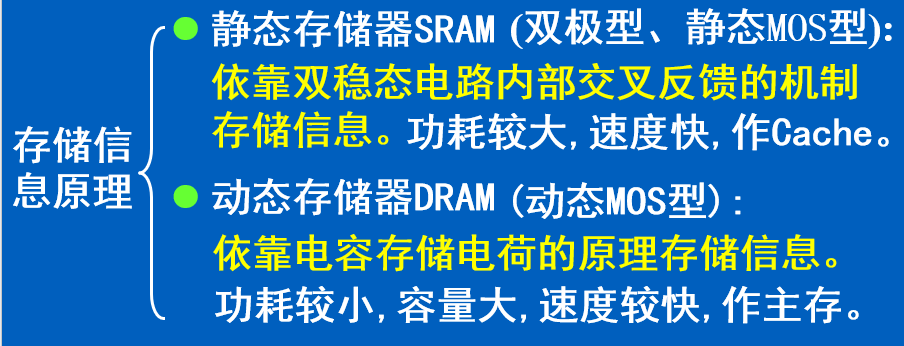 存储信
息原理
静态存储器SRAM (双极型、静态MOS型):
依靠双稳态电路内部交叉反馈的机制
存储信息。功耗较大,速度快,作Cache。
动态存储器DRAM (动态MOS型):
依靠电容存储电荷的原理存储信息。
功耗较小,容量大,速度较快,作主存。